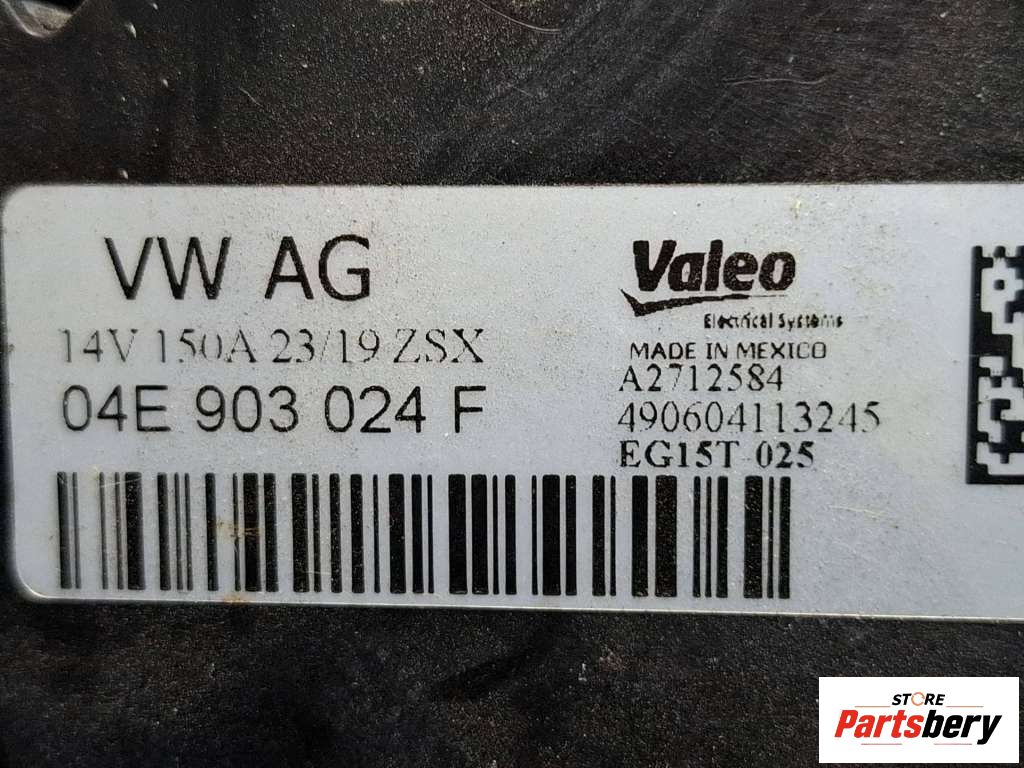 VW AG
14V 150A 23/19 ZSX
04E 903 024 F
Valeo
Electrical Systems
MADE IN MEXICO
A2712584
490604113245
EG15T 025
STORE
Partsbery